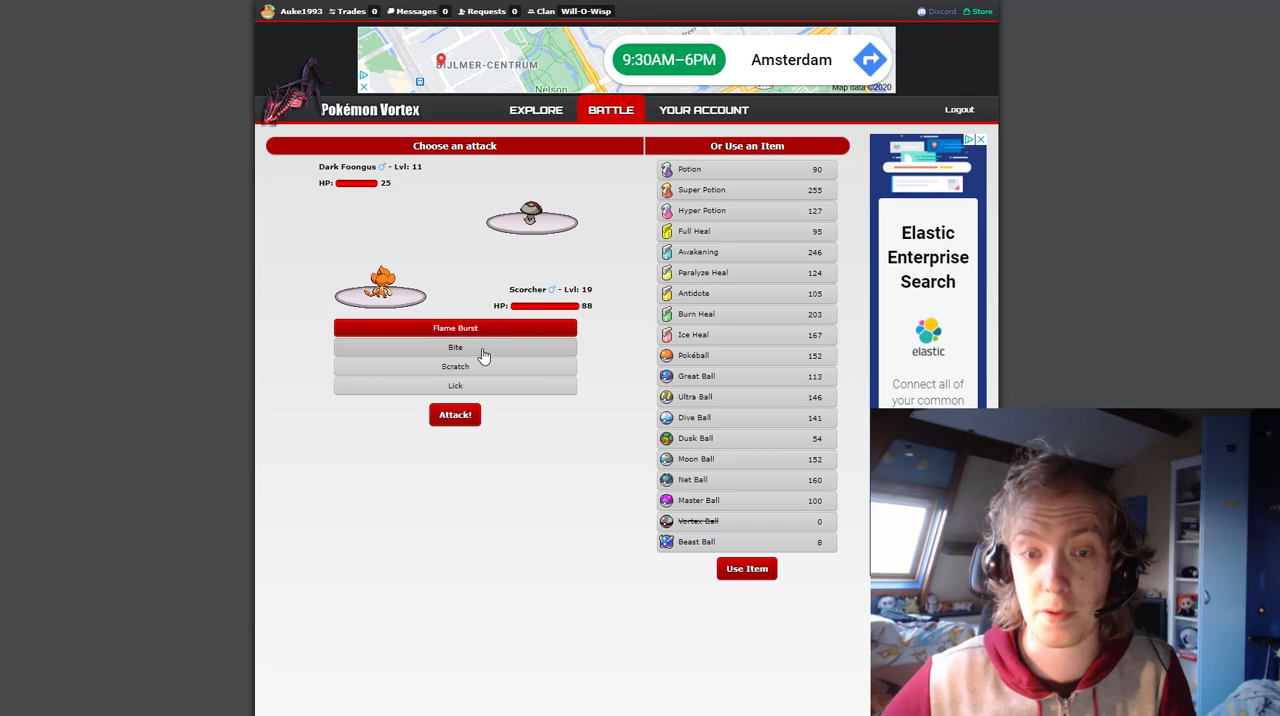 Auke1993 Trades 0 Messages 0 Requests 0 Clan Will-O-Wisp Discord Store
BIJLMER-CENTRUM
Nelson
9:30AM–6PM Amsterdam
Map data ©2020
Pokémon Vortex EXPLORE BATTLE YOUR ACCOUNT Logout
Choose an attack
Dark Foongus ♂ - Lvl: 11
HP: 25
Scorcher ♂ - Lvl: 19
HP: 88
Flame Burst
Bite
Scratch
Lick
Attack!
Or Use an Item
Potion 90
Super Potion 255
Hyper Potion 127
Full Heal 95
Awakening 246
Paralyze Heal 124
Antidote 105
Burn Heal 203
Ice Heal 167
Pokéball 152
Great Ball 113
Ultra Ball 146
Dive Ball 141
Dusk Ball 54
Moon Ball 152
Net Ball 160
Master Ball 100
Vortex Ball 0
Beast Ball 8
Use Item
Elastic
Enterprise
Search
elastic
Connect all of
your common